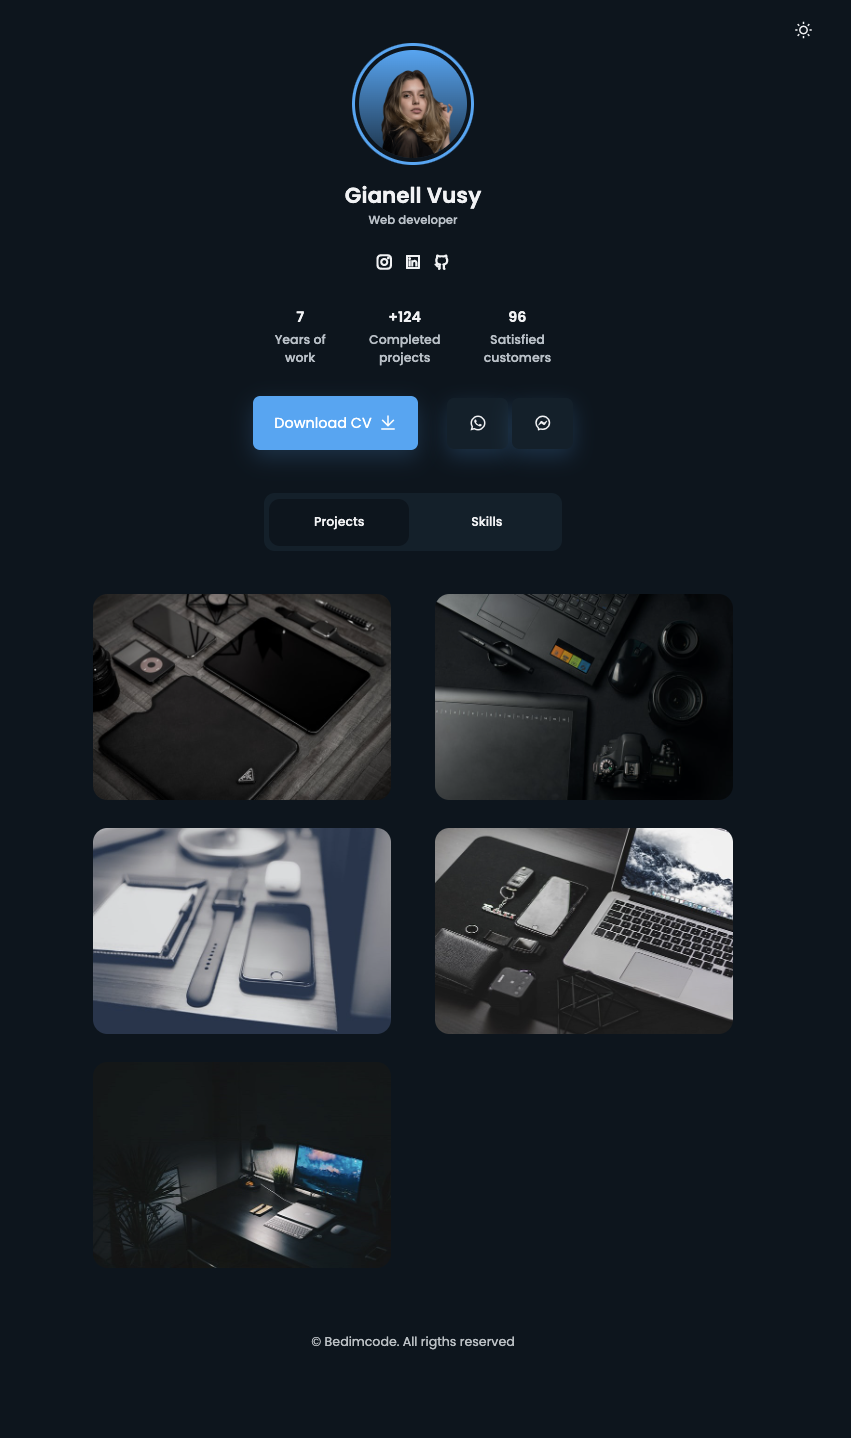 Gianell Vusy
Web developer
7
+124
96
Years of
work
Completed
projects
Satisfied
customers
Download CV
Projects
Skills
© Bedimcode. All rigths reserved